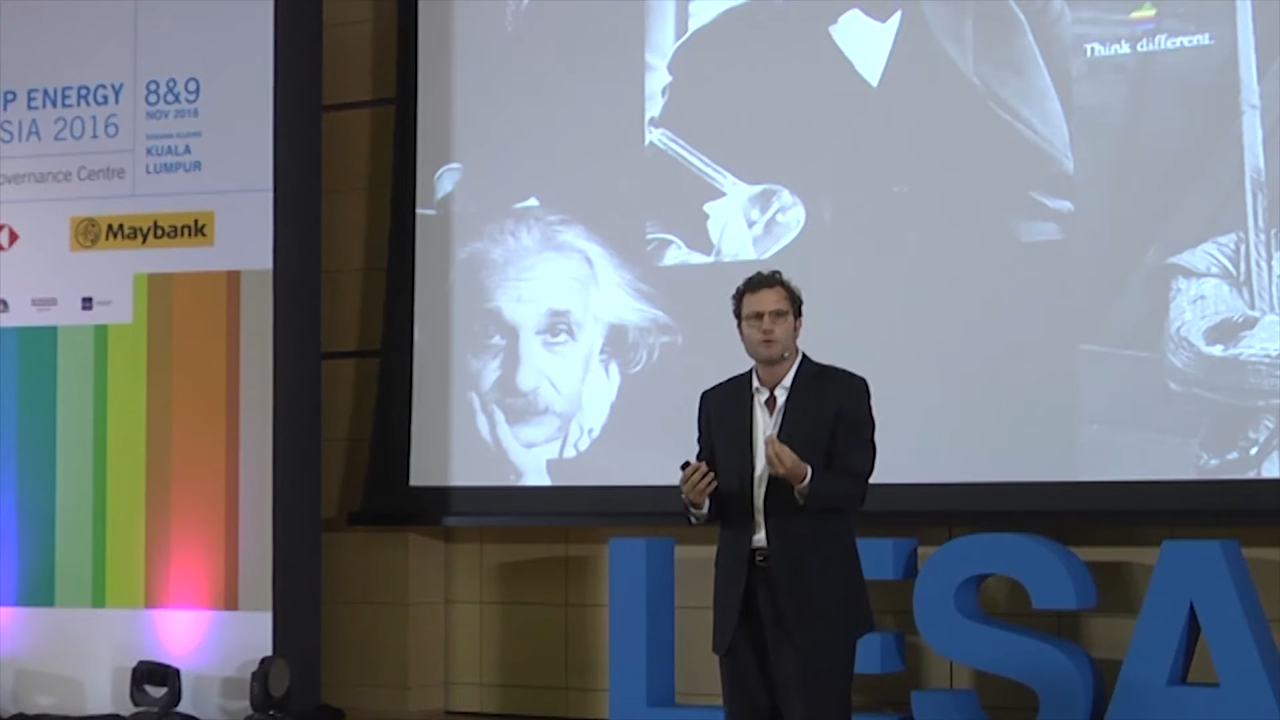 P ENERGY
SIA 2016
overnance Centre
8&9
NOV 2016
KUALA
LUMPUR
Maybank
Think different.
LESA